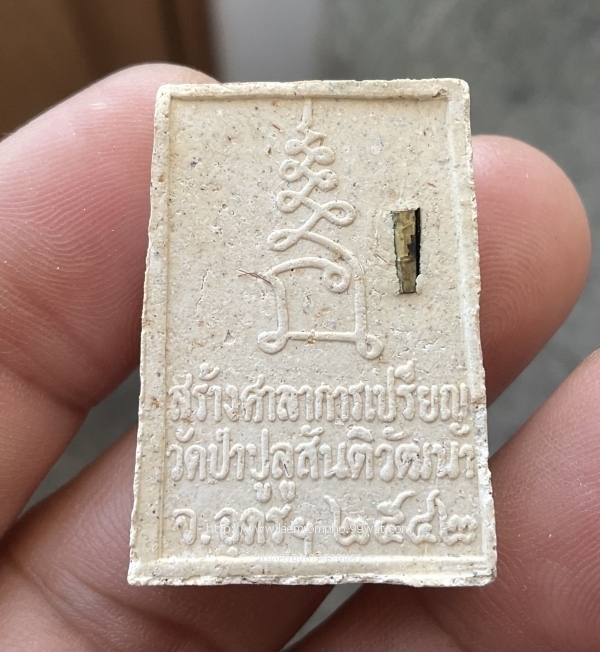 สร้างศาลาการเปรียญ
วัดป่าปูลูสันติวัฒนา
จ.อุดรฯ ๒๕๔๒